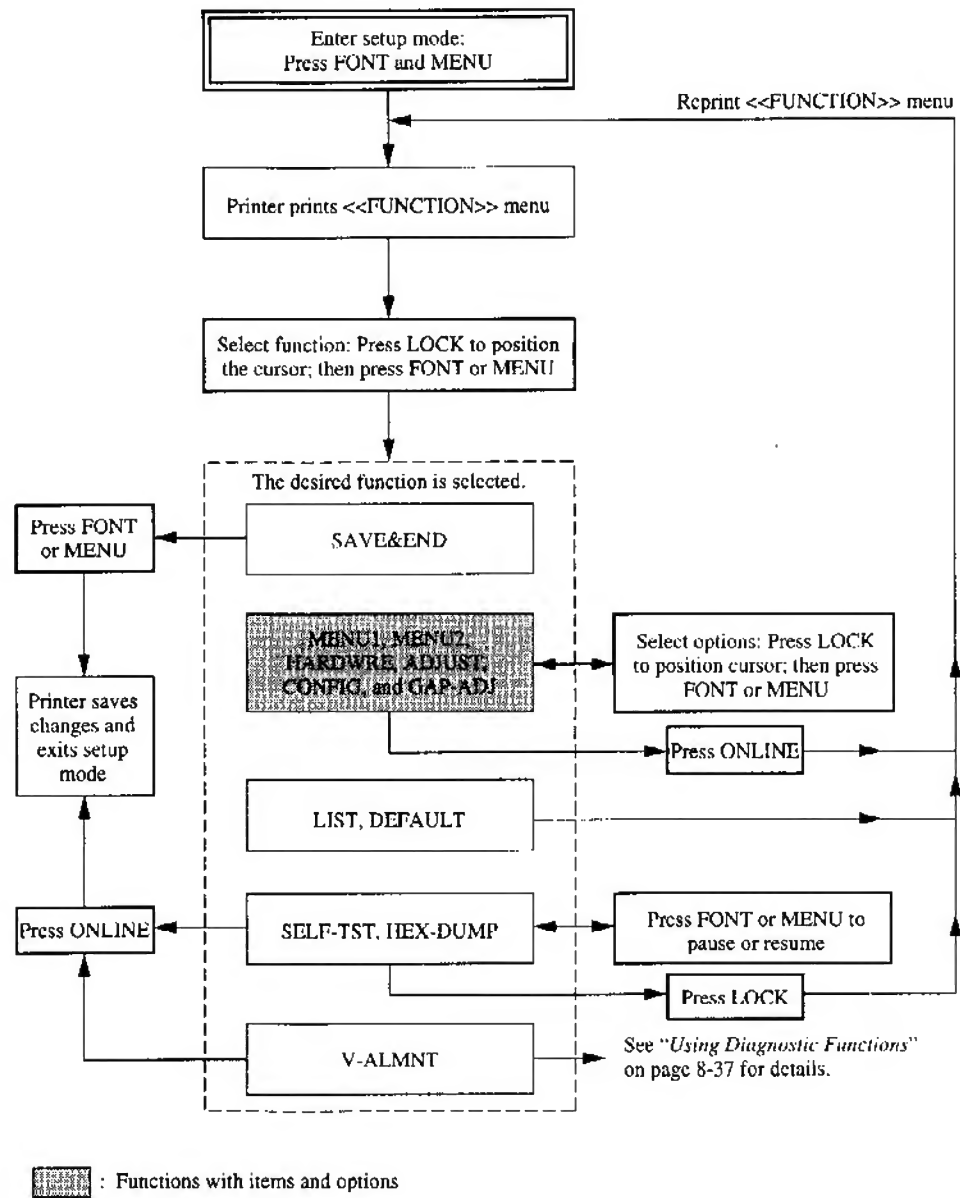 Enter setup mode:
Press FONT and MENU
Reprint <<FUNCTION>> menu
Printer prints <<FUNCTION>> menu
Select function: Press LOCK to position
the cursor; then press FONT or MENU
The desired function is selected.
Press FONT
or MENU
SAVE&END
MENU1, MENU2,
HARDWRE, ADJUST,
CONFIG, and GAP-ADJ
Select options: Press LOCK
to position cursor; then press
FONT or MENU
Printer saves
changes and
exits setup
mode
Press ONLINE
LIST, DEFAULT
Press ONLINE
SELF-TST, HEX-DUMP
Press FONT or MENU to
pause or resume
Press LOCK
V-ALMNT
See "Using Diagnostic Functions"
on page 8-37 for details.
: Functions with items and options